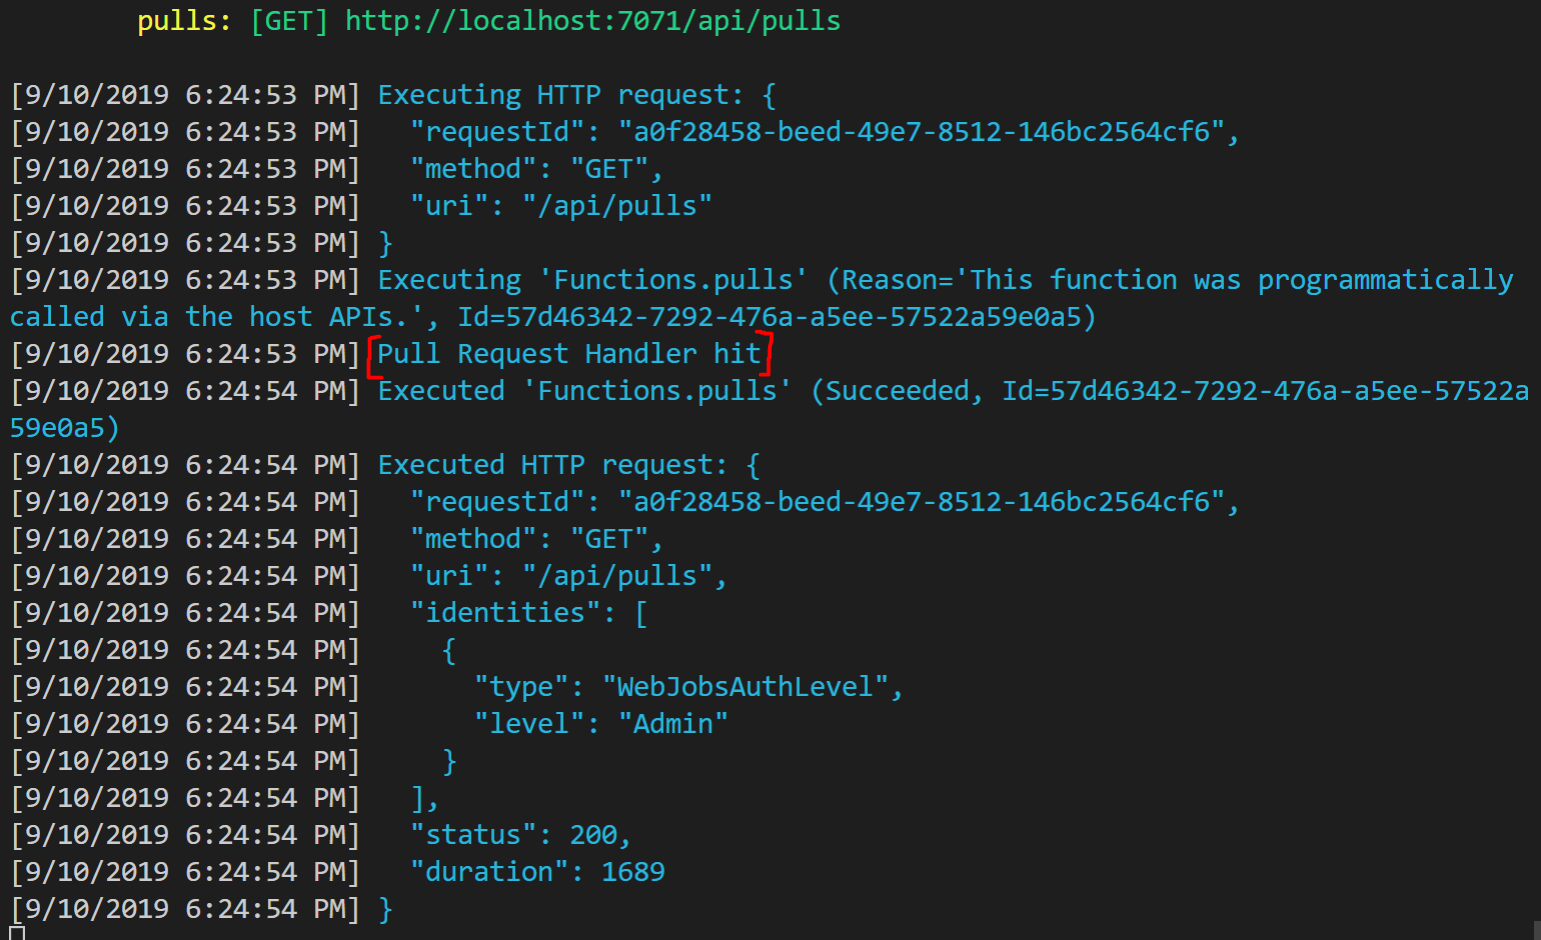 pulls: [GET] http://localhost:7071/api/pulls
[9/10/2019 6:24:53 PM] Executing HTTP request: {
[9/10/2019 6:24:53 PM]   "requestId": "a0f28458-beed-49e7-8512-146bc2564cf6",
[9/10/2019 6:24:53 PM]   "method": "GET",
[9/10/2019 6:24:53 PM]   "uri": "/api/pulls"
[9/10/2019 6:24:53 PM] }
[9/10/2019 6:24:53 PM] Executing 'Functions.pulls' (Reason='This function was programmatically
called via the host APIs.', Id=57d46342-7292-476a-a5ee-57522a59e0a5)
[9/10/2019 6:24:53 PM] Pull Request Handler hit
[9/10/2019 6:24:54 PM] Executed 'Functions.pulls' (Succeeded, Id=57d46342-7292-476a-a5ee-57522a
59e0a5)
[9/10/2019 6:24:54 PM] Executed HTTP request: {
[9/10/2019 6:24:54 PM]   "requestId": "a0f28458-beed-49e7-8512-146bc2564cf6",
[9/10/2019 6:24:54 PM]   "method": "GET",
[9/10/2019 6:24:54 PM]   "uri": "/api/pulls",
[9/10/2019 6:24:54 PM]   "identities": [
[9/10/2019 6:24:54 PM]     {
[9/10/2019 6:24:54 PM]       "type": "WebJobsAuthLevel",
[9/10/2019 6:24:54 PM]       "level": "Admin"
[9/10/2019 6:24:54 PM]     }
[9/10/2019 6:24:54 PM]   ],
[9/10/2019 6:24:54 PM]   "status": 200,
[9/10/2019 6:24:54 PM]   "duration": 1689
[9/10/2019 6:24:54 PM] }